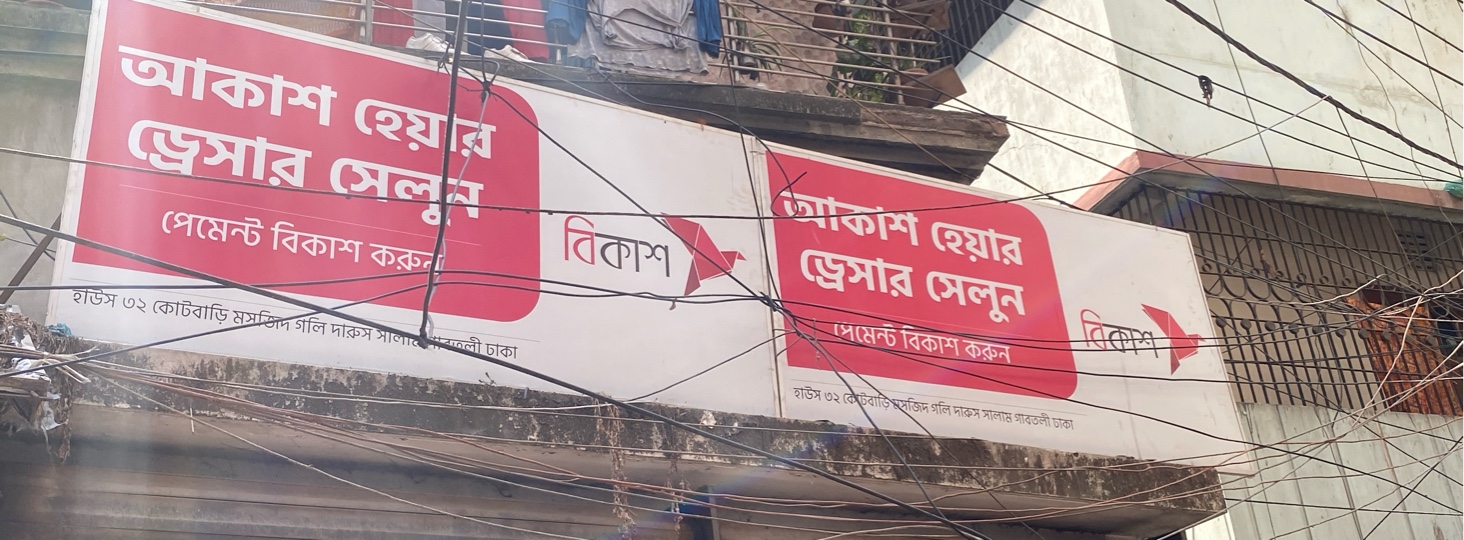 আকাশ হেয়ার
ড্রেসার সেলুন
পেমেন্ট বিকাশ করুন
বিকাশ
হাউস ৩২ কোটবাড়ি মসজিদ গলি দারুস সালাম গাবতলী ঢাকা
আকাশ হেয়ার
ড্রেসার সেলুন
পেমেন্ট বিকাশ করুন
বিকাশ
হাউস ৩২ কোটবাড়ি মসজিদ গলি দারুস সালাম গাবতলী ঢাকা